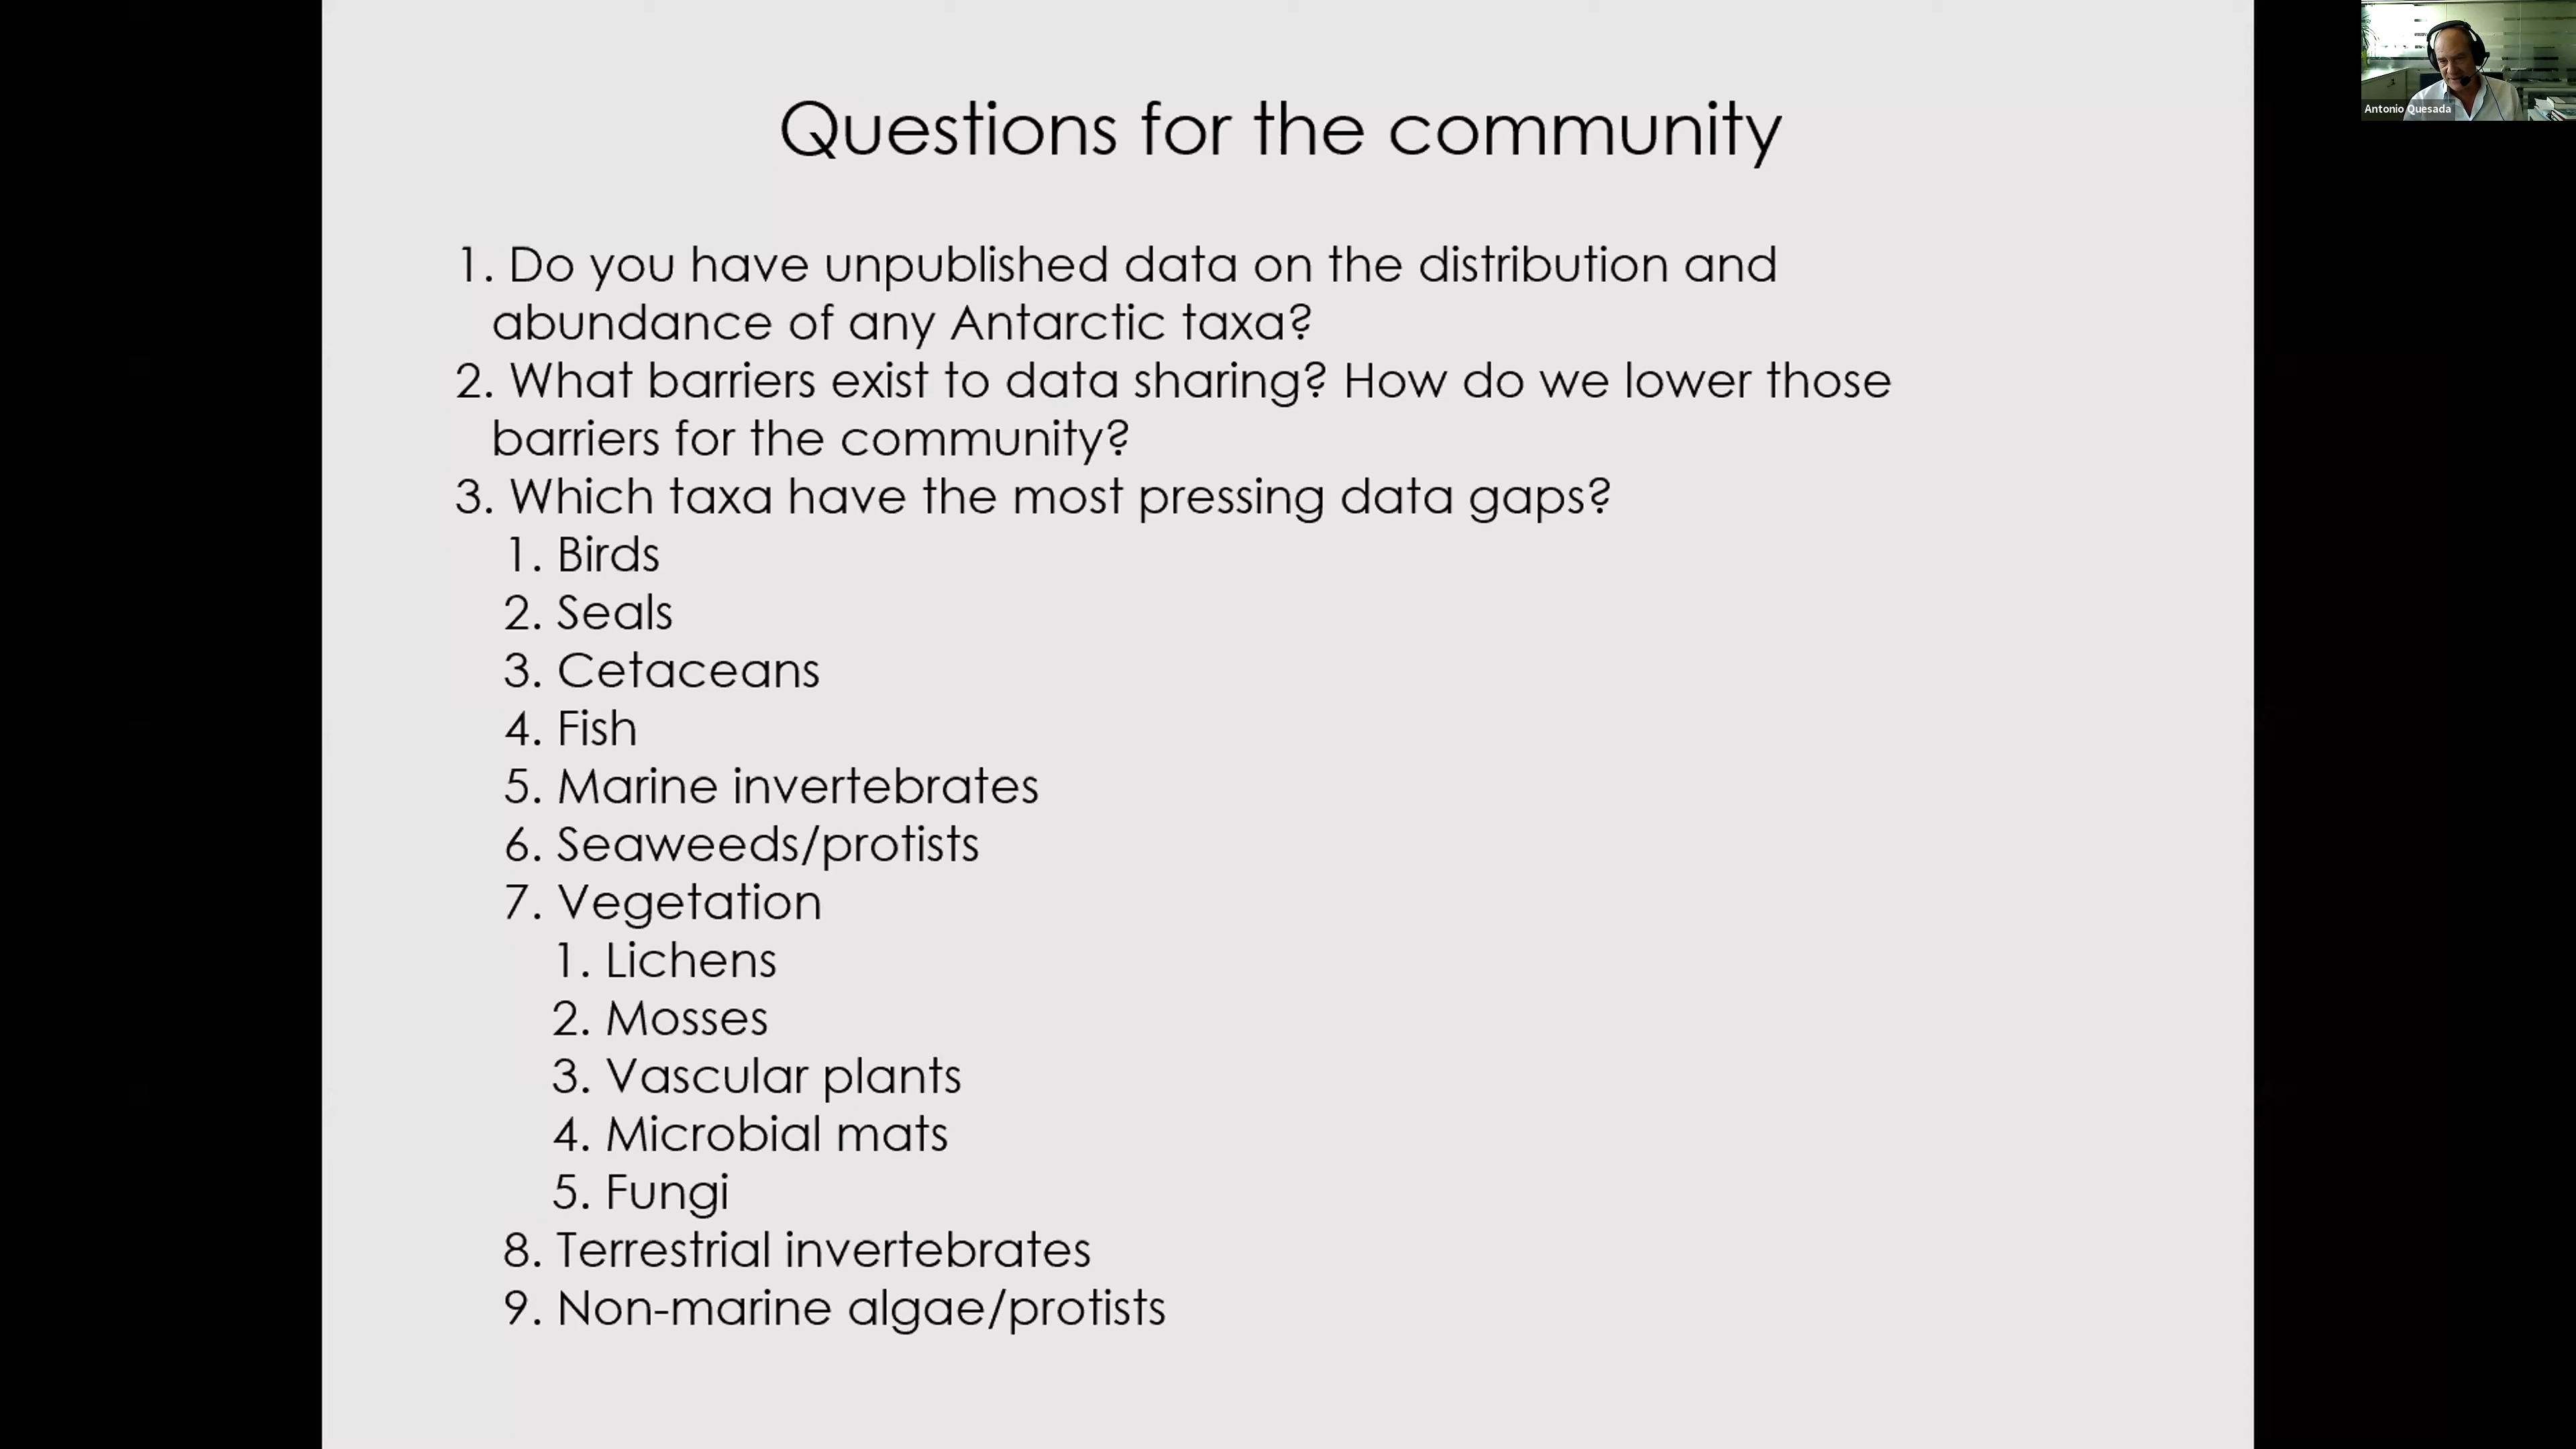 Questions for the community
Antonio Quesada
1. Do you have unpublished data on the distribution and
abundance of any Antarctic taxa?
2. What barriers exist to data sharing? How do we lower those
barriers for the community?
3. Which taxa have the most pressing data gaps?
1. Birds
2. Seals
3. Cetaceans
4. Fish
5. Marine invertebrates
6. Seaweeds/protists
7. Vegetation
1. Lichens
2. Mosses
3. Vascular plants
4. Microbial mats
5. Fungi
8. Terrestrial invertebrates
9. Non-marine algae/protists